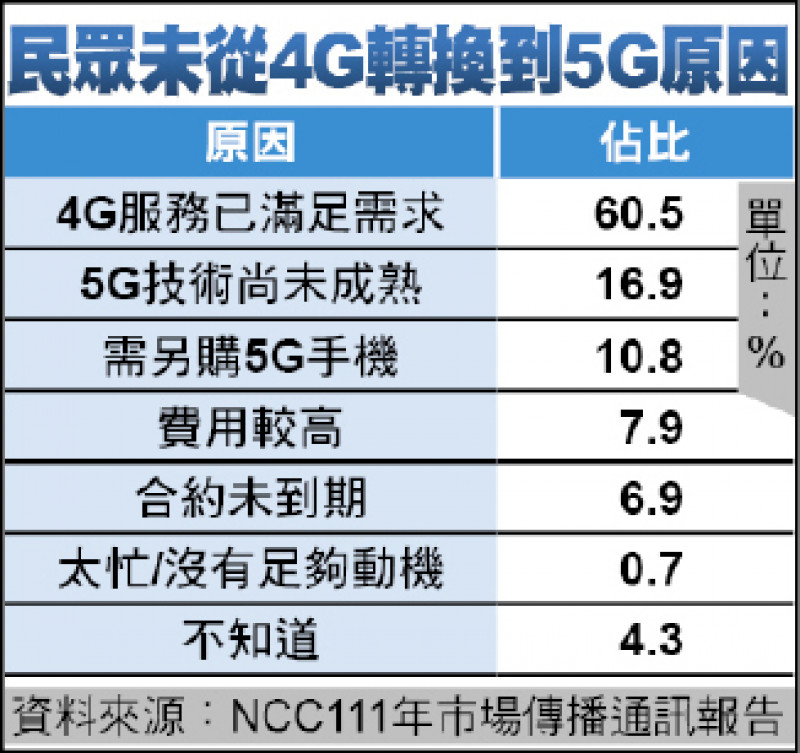 民眾未從4G轉換到5G原因
原因 佔比
單位：%
4G服務已滿足需求 60.5
5G技術尚未成熟 16.9
需另購5G手機 10.8
費用較高 7.9
合約未到期 6.9
太忙/沒有足夠動機 0.7
不知道 4.3
資料來源：NCC111年市場傳播通訊報告